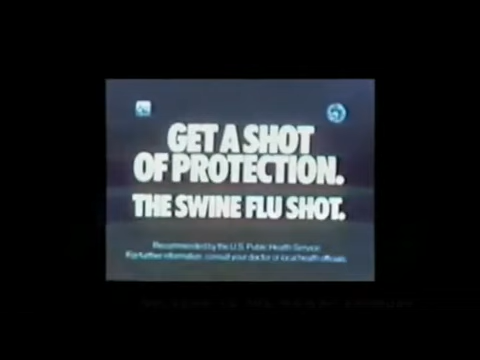 GET A SHOT
OF PROTECTION.
THE SWINE FLU SHOT.
Recommended by the U.S. Public Health Service
For further information, consult your doctor or local health officials.